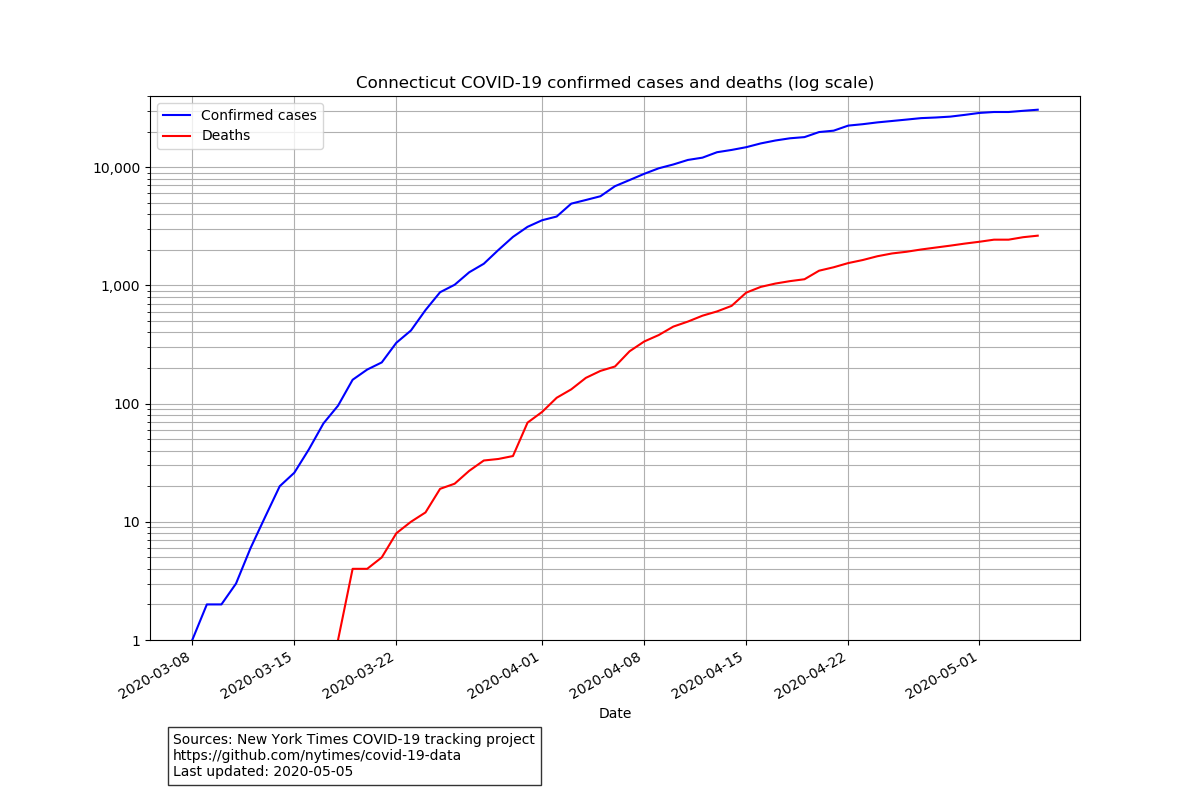 Connecticut COVID-19 confirmed cases and deaths (log scale)
Confirmed cases
Deaths
10,000
1,000
100
10
1
2020-03-08
2020-03-15
2020-03-22
2020-04-01
2020-04-08
2020-04-15
2020-04-22
2020-05-01
Date
Sources: New York Times COVID-19 tracking project
https://github.com/nytimes/covid-19-data
Last updated: 2020-05-05